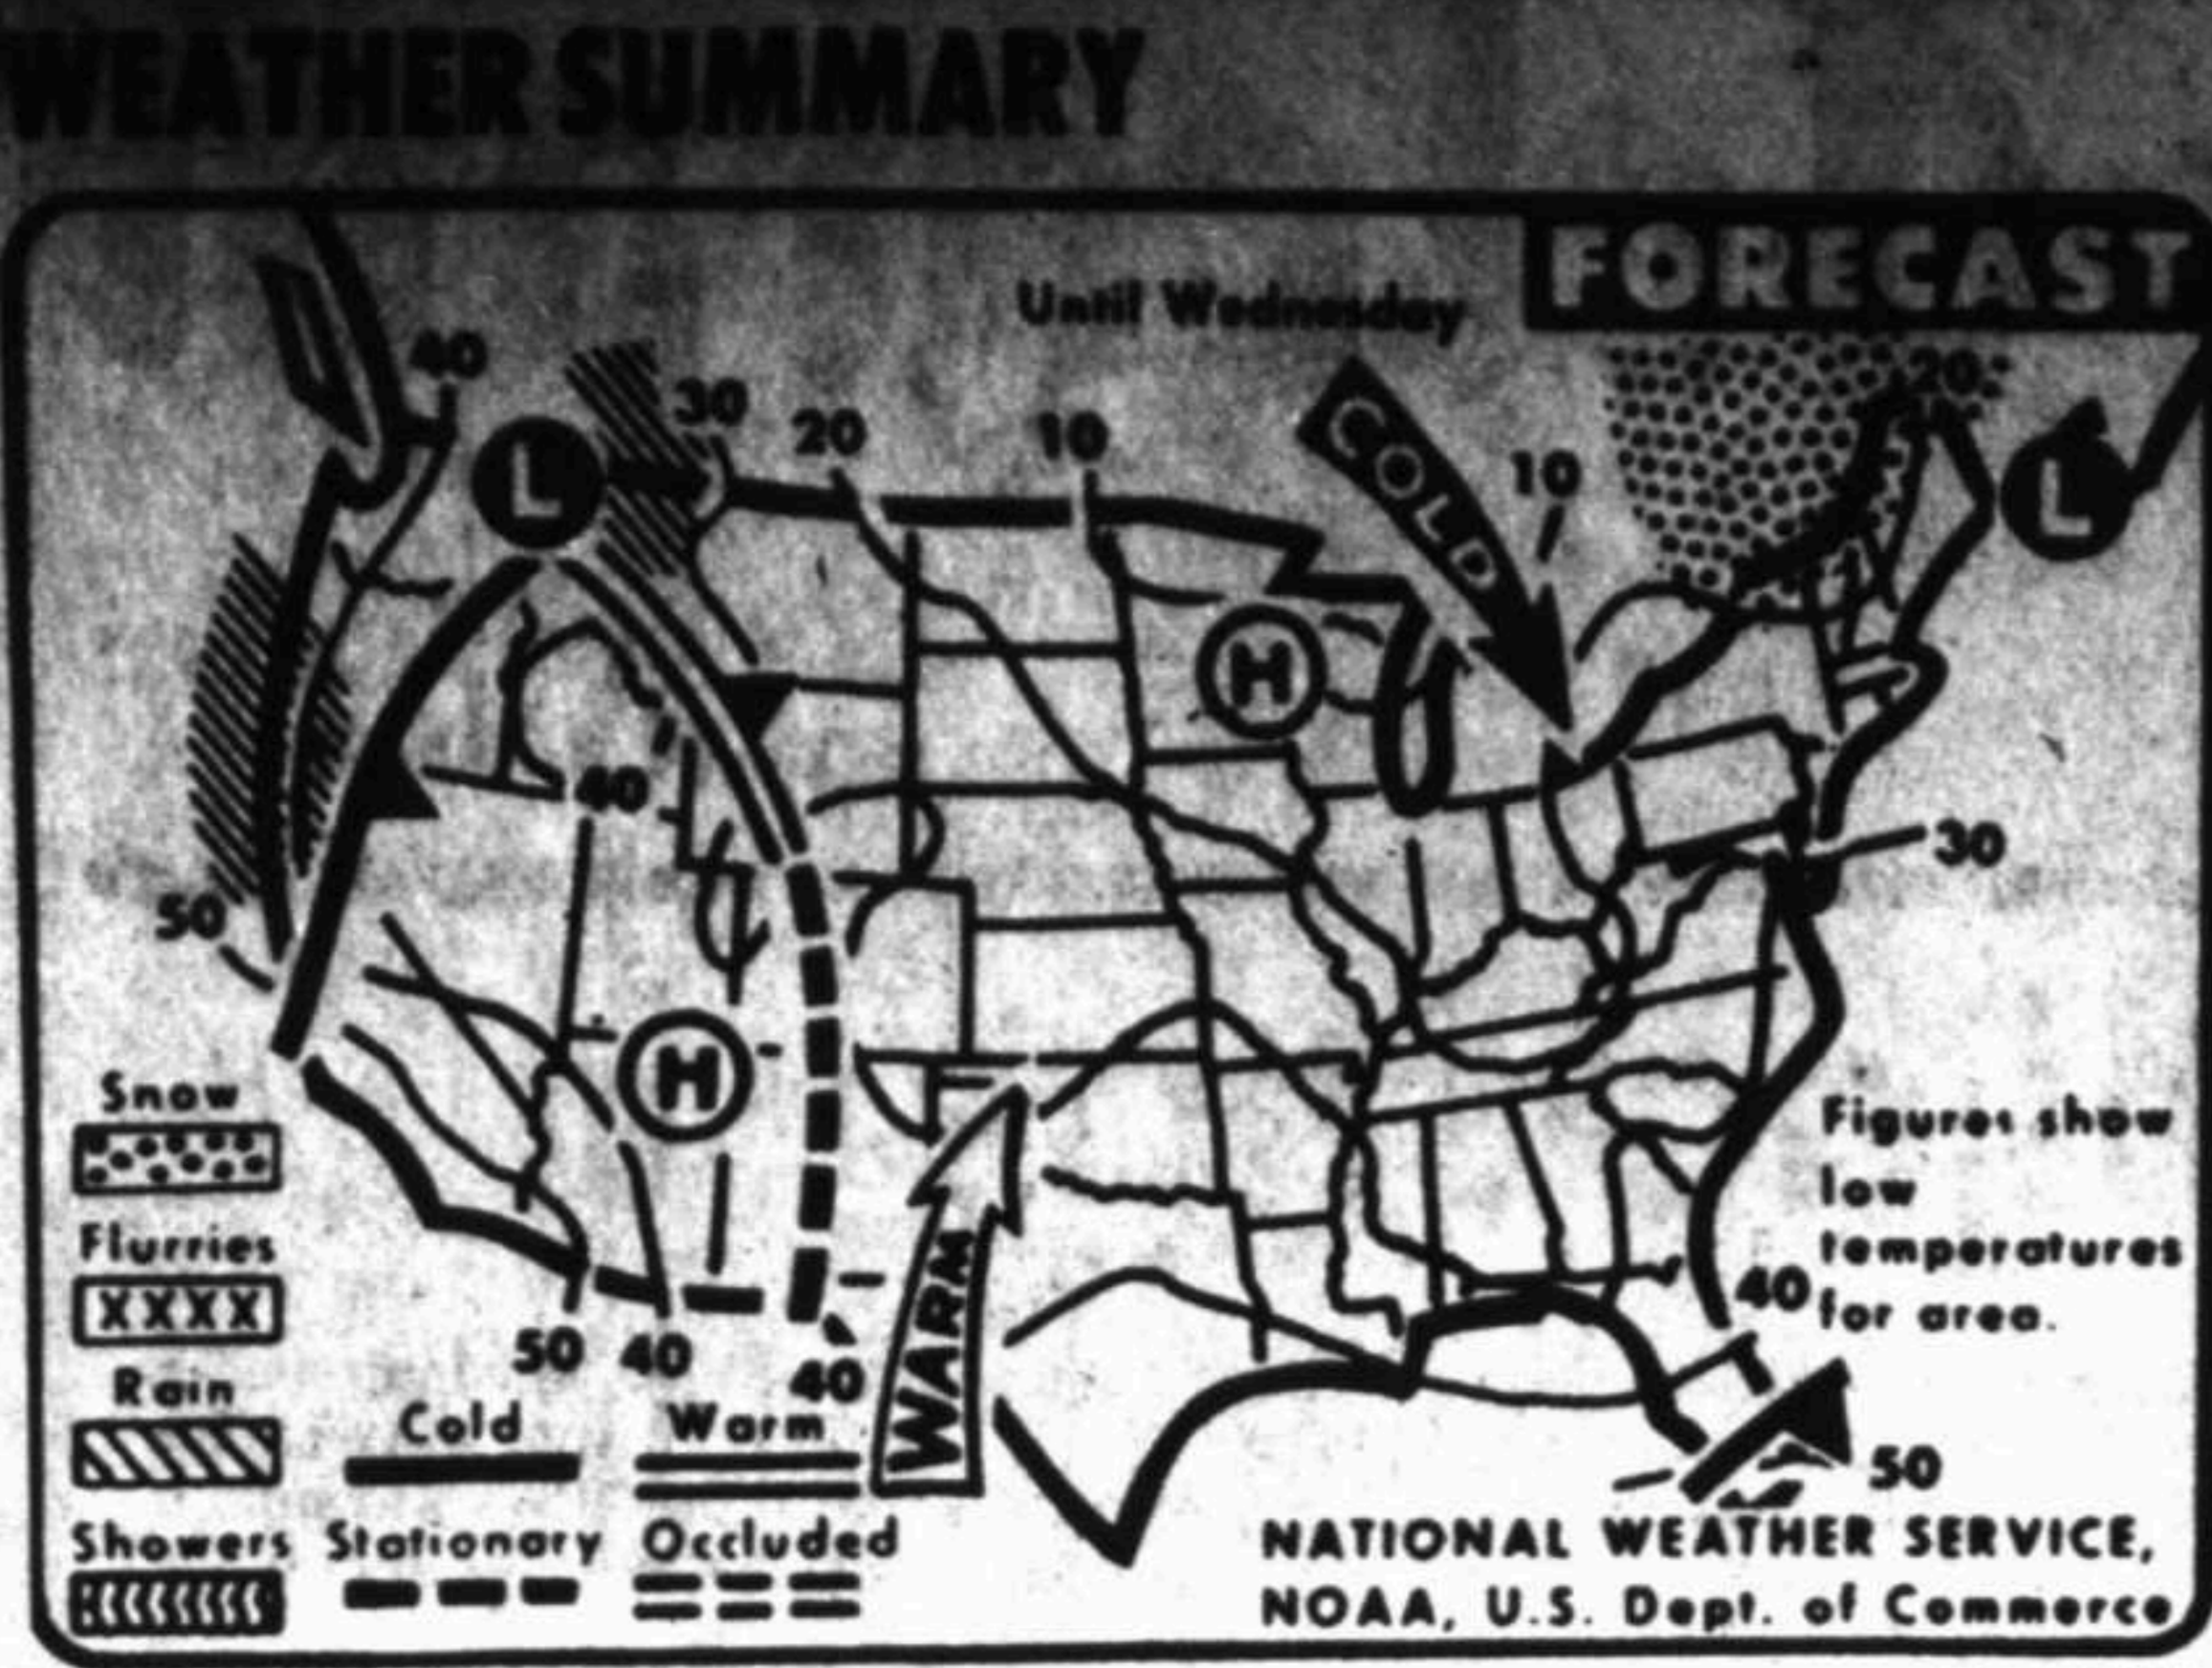 WEATHER SUMMARY
FORECAST
Until Wednesday
40
30
20
10
COLD
10
20
L
L
H
40
50
30
H
Snow
Flurries
XXXX
Rain
Showers
Cold
Warm
Stationary
Occluded
50
40
40
WARM
Figures show
low
temperatures
for area.
40
50
NATIONAL WEATHER SERVICE,
NOAA, U.S. Dept. of Commerce